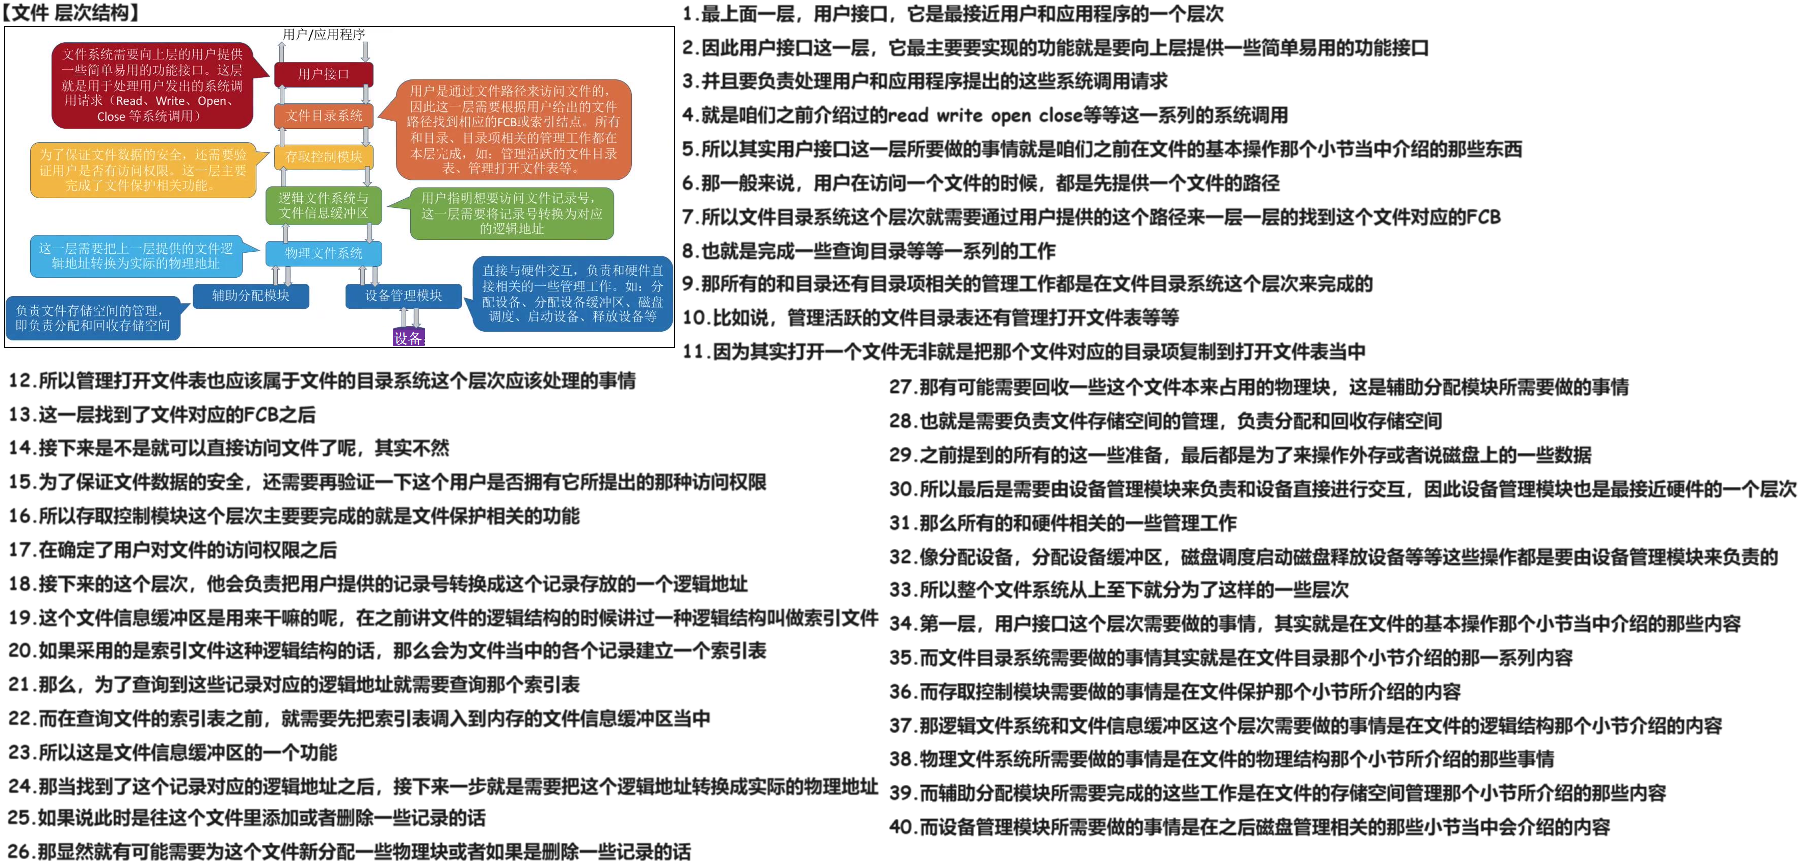 【文件 层次结构】
用户/应用程序
文件系统需要向上层的用户提供
一些简单易用的功能接口。这层
就是用于处理用户发出的系统调
用请求（Read、Write、Open、
Close 等系统调用）
用户接口
文件目录系统
用户是通过文件路径来访问文件的，
因此这一层需要根据用户给出的文件
路径找到相应的FCB或索引结点。所有
和目录、目录项相关的管理工作都在
本层完成，如：管理活跃的文件目录
表、管理打开文件表等。
为了保证文件数据的安全，还需要验
证用户是否有访问权限。这一层主要
完成了文件保护相关功能。
存取控制模块
逻辑文件系统与
文件信息缓冲区
用户指明想要访问文件记录号，
这一层需要将记录号转换为对应
的逻辑地址
这一层需要把上一层提供的文件逻
辑地址转换为实际的物理地址
物理文件系统
辅助分配模块
设备管理模块
直接与硬件交互，负责和硬件直
接相关的一些管理工作。如：分
配设备、分配设备缓冲区、磁盘
调度、启动设备、释放设备等
负责文件存储空间的管理，
即负责分配和回收存储空间
设备
1.最上面一层，用户接口，它是最接近用户和应用程序的一个层次
2.因此用户接口这一层，它最主要要实现的功能就是要向上层提供一些简单易用的功能接口
3.并且要负责处理用户和应用程序提出的这些系统调用请求
4.就是咱们之前介绍过的read write open close等等这一系列的系统调用
5.所以其实用户接口这一层所要做的事情就是咱们之前在文件的基本操作那个小节当中介绍的那些东西
6.那一般来说，用户在访问一个文件的时候，都是先提供一个文件的路径
7.所以文件目录系统这个层次就需要通过用户提供的这个路径来一层一层的找到这个文件对应的FCB
8.也就是完成一些查询目录等等一系列的工作
9.那所有的和目录还有目录项相关的管理工作都是在文件目录系统这个层次来完成的
10.比如说，管理活跃的文件目录表还有管理打开文件表等等
11.因为其实打开一个文件无非就是把那个文件对应的目录项复制到打开文件表当中
12.所以管理打开文件表也应该属于文件的目录系统这个层次应该处理的事情
13.这一层找到了文件对应的FCB之后
14.接下来是不是就可以直接访问文件了呢，其实不然
15.为了保证文件数据的安全，还需要再验证一下这个用户是否拥有它所提出的那种访问权限
16.所以存取控制模块这个层次主要要完成的就是文件保护相关的功能
17.在确定了用户对文件的访问权限之后
18.接下来的这个层次，他会负责把用户提供的记录号转换成这个记录存放的一个逻辑地址
19.这个文件信息缓冲区是用来干嘛的呢，在之前讲文件的逻辑结构的时候讲过一种逻辑结构叫做索引文件
20.如果采用的是索引文件这种逻辑结构的话，那么会为文件当中的各个记录建立一个索引表
21.那么，为了查询到这些记录对应的逻辑地址就需要查询那个索引表
22.而在查询文件的索引表之前，就需要先把索引表调入到内存的文件信息缓冲区当中
23.所以这是文件信息缓冲区的一个功能
24.那当找到了这个记录对应的逻辑地址之后，接下来一步就是需要把这个逻辑地址转换成实际的物理地址
25.如果说此时是往这个文件里添加或者删除一些记录的话
26.那显然就有可能需要为这个文件新分配一些物理块或者如果是删除一些记录的话
27.那有可能需要回收一些这个文件本来占用的物理块，这是辅助分配模块所需要做的事情
28.也就是需要负责文件存储空间的管理，负责分配和回收存储空间
29.之前提到的所有的这一些准备，最后都是为了来操作外存或者说磁盘上的一些数据
30.所以最后是需要由设备管理模块来负责和设备直接进行交互，因此设备管理模块也是最接近硬件的一个层次
31.那么所有的和硬件相关的一些管理工作
32.像分配设备，分配设备缓冲区，磁盘调度启动磁盘释放设备等等这些操作都是要由设备管理模块来负责的
33.所以整个文件系统从上至下就分为了这样的一些层次
34.第一层，用户接口这个层次需要做的事情，其实就是在文件的基本操作那个小节当中介绍的那些内容
35.而文件目录系统需要做的事情其实就是在文件目录那个小节介绍的那一系列内容
36.而存取控制模块需要做的事情是在文件保护那个小节所介绍的内容
37.那逻辑文件系统和文件信息缓冲区这个层次需要做的事情是在文件的逻辑结构那个小节介绍的内容
38.物理文件系统所需要做的事情是在文件的物理结构那个小节所介绍的那些事情
39.而辅助分配模块所需要完成的这些工作是在文件的存储空间管理那个小节所介绍的那些内容
40.而设备管理模块所需要做的事情是在之后磁盘管理相关的那些小节当中会介绍的内容